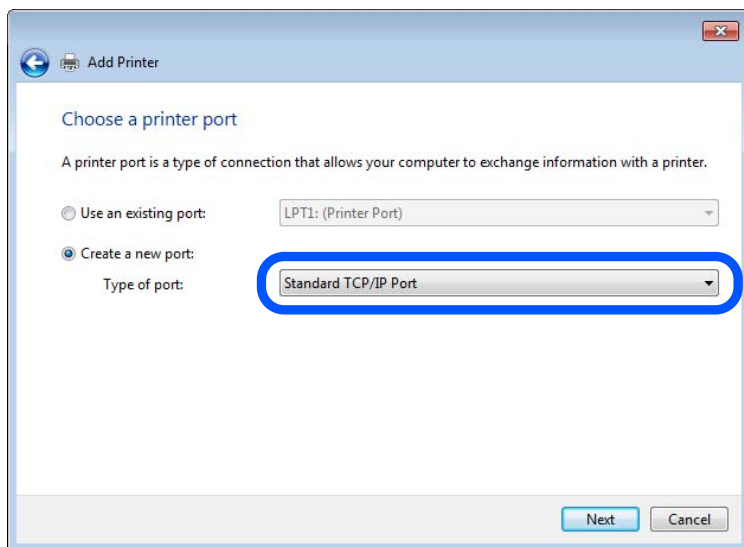 Add Printer
Choose a printer port
A printer port is a type of connection that allows your computer to exchange information with a printer.
Use an existing port: LPT1: (Printer Port)
Create a new port:
Type of port: Standard TCP/IP Port
Next Cancel